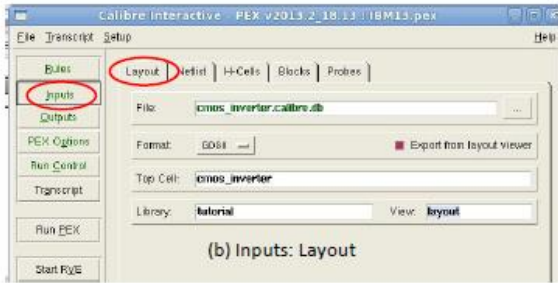 Calibre Interactive - PEX v2013.2_18.13 : IBM13.pex
File Transcript Setup Help
Rules
Inputs
Outputs
PEX Options
Run Control
Transcript
Run PEX
Start RVE
Layout Netlist H-Cells Blocks Probes
File: cmos_inverter.calibre.db ...
Format: GDSII Export from layout viewer
Top Cell: cmos_inverter
Library: tutorial View: layout
(b) Inputs: Layout